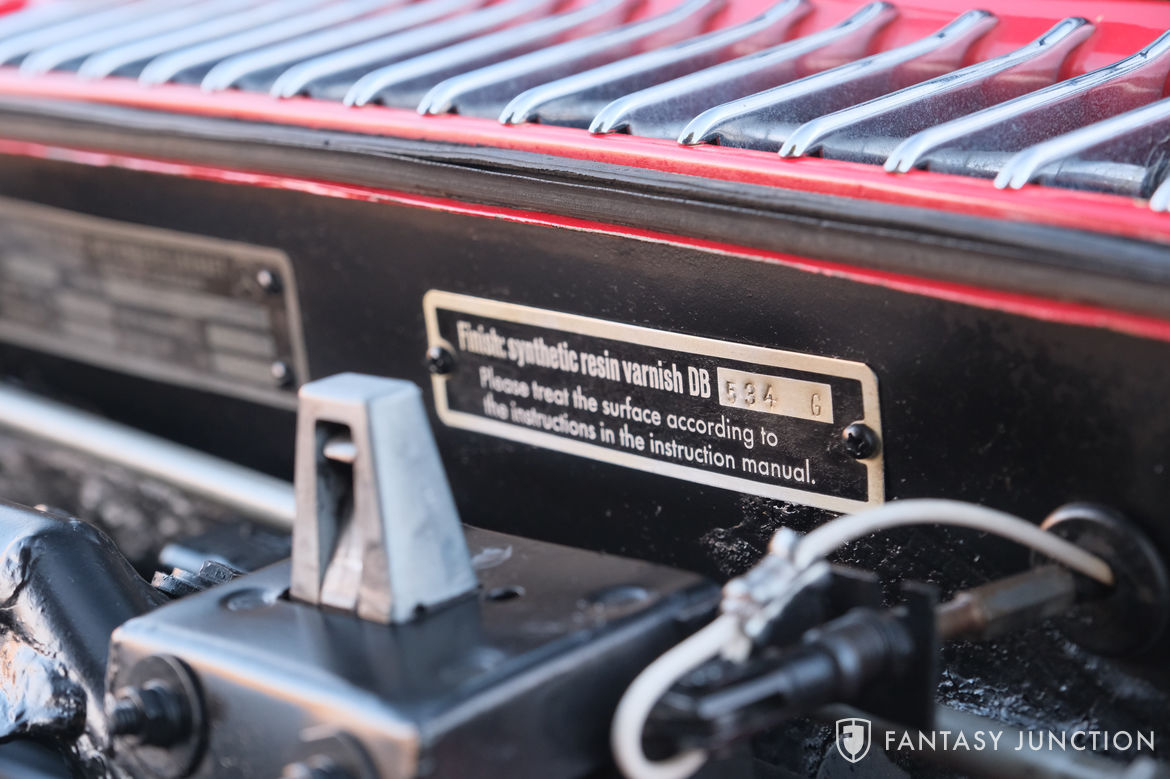 Finish: synthetic resin varnish DB 534 G
Please treat the surface according to
the instructions in the instruction manual.
FANTASY JUNCTION